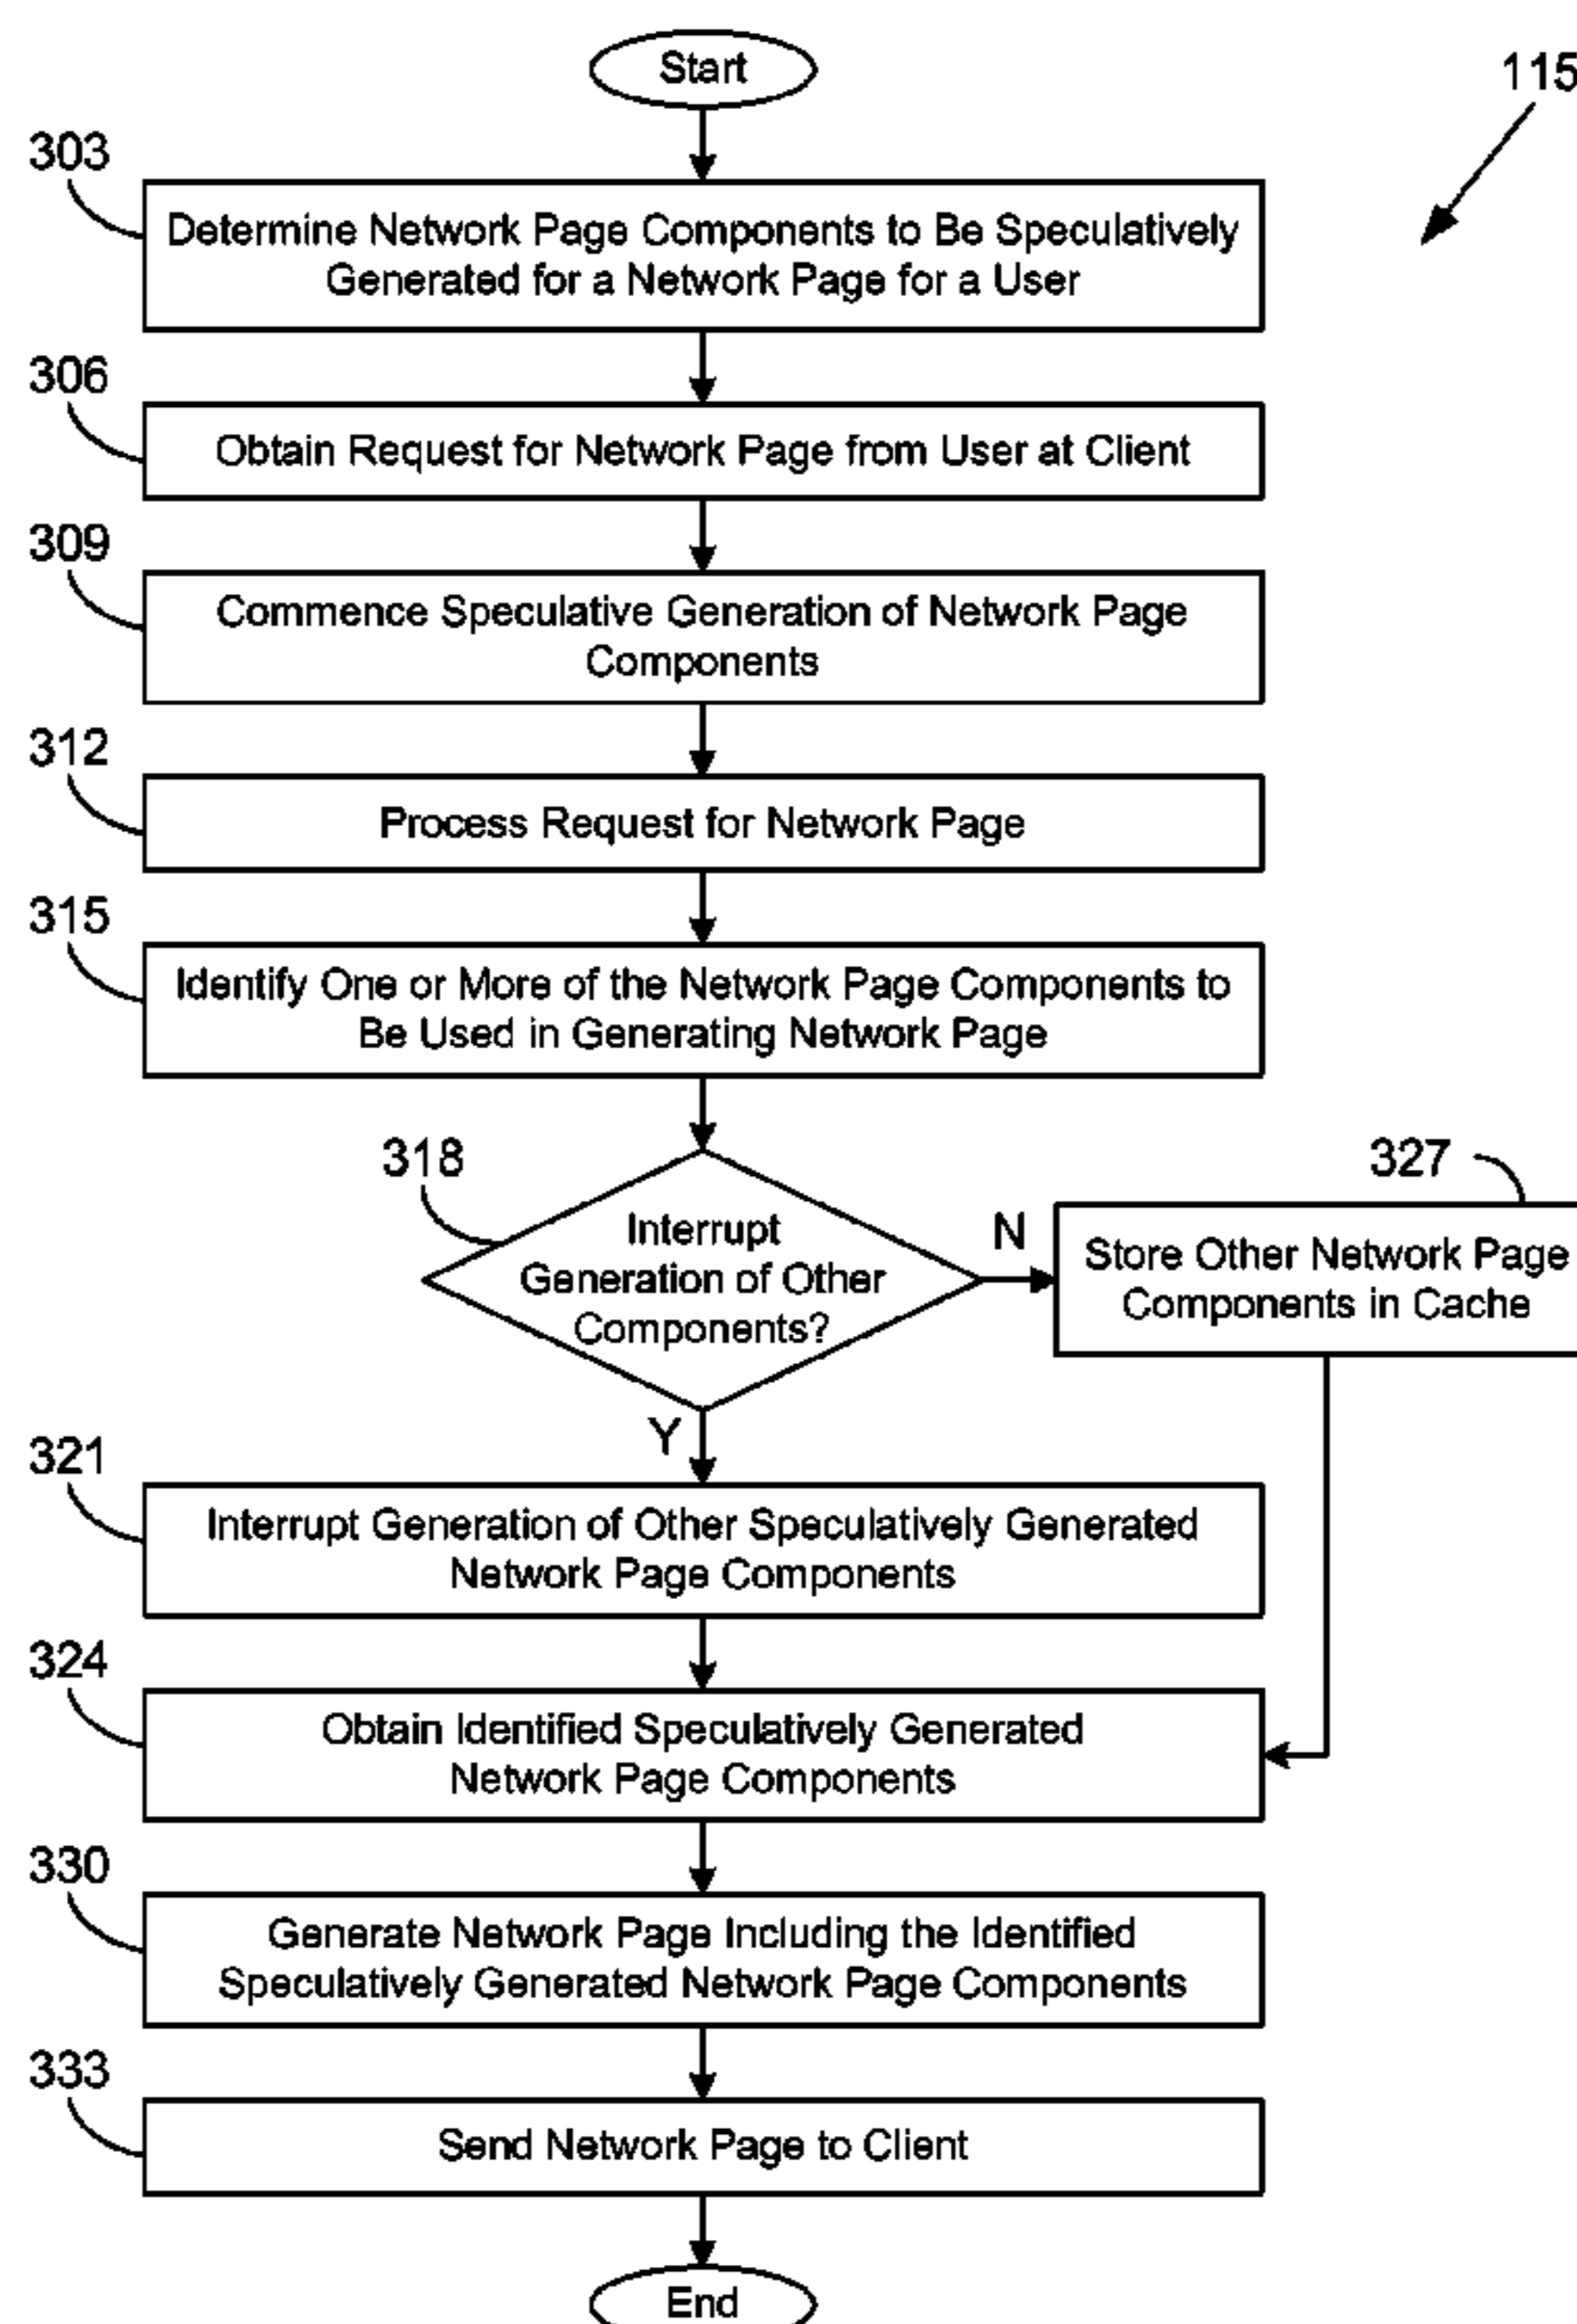 Start
115
303
Determine Network Page Components to Be Speculatively
Generated for a Network Page for a User
306
Obtain Request for Network Page from User at Client
309
Commence Speculative Generation of Network Page
Components
312
Process Request for Network Page
315
Identify One or More of the Network Page Components to
Be Used in Generating Network Page
318
Interrupt
Generation of Other
Components?
N
327
Store Other Network Page
Components in Cache
Y
321
Interrupt Generation of Other Speculatively Generated
Network Page Components
324
Obtain Identified Speculatively Generated
Network Page Components
330
Generate Network Page Including the Identified
Speculatively Generated Network Page Components
333
Send Network Page to Client
End